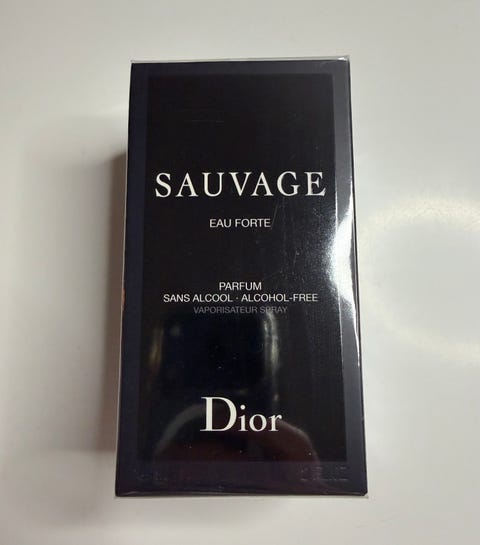 SAUVAGE
EAU FORTE
PARFUM
SANS ALCOOL · ALCOHOL-FREE
VAPORISATEUR SPRAY
Dior